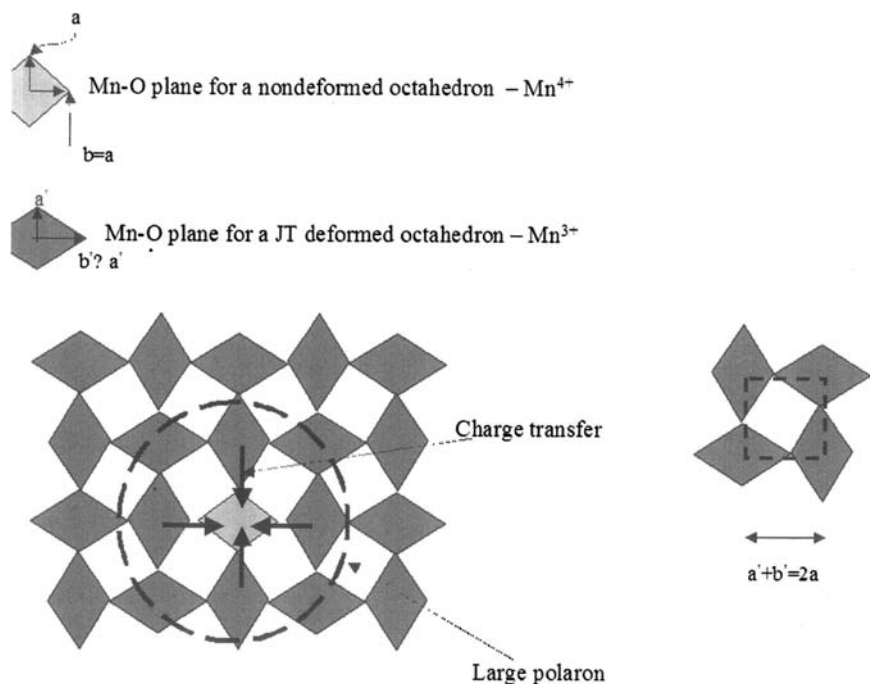 a
Mn-O plane for a nondeformed octahedron – Mn⁴⁺
b=a
a'
Mn-O plane for a JT deformed octahedron – Mn³⁺
b'? a'
Charge transfer
a'+b'=2a
Large polaron